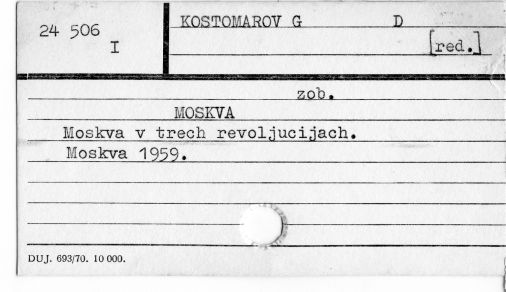 24 506
I
KOSTOMAROV G D
[red.]
zob.
MOSKVA
Moskva v trech revoljucijach.
Moskva 1959.
DUJ. 693/70. 10 000.